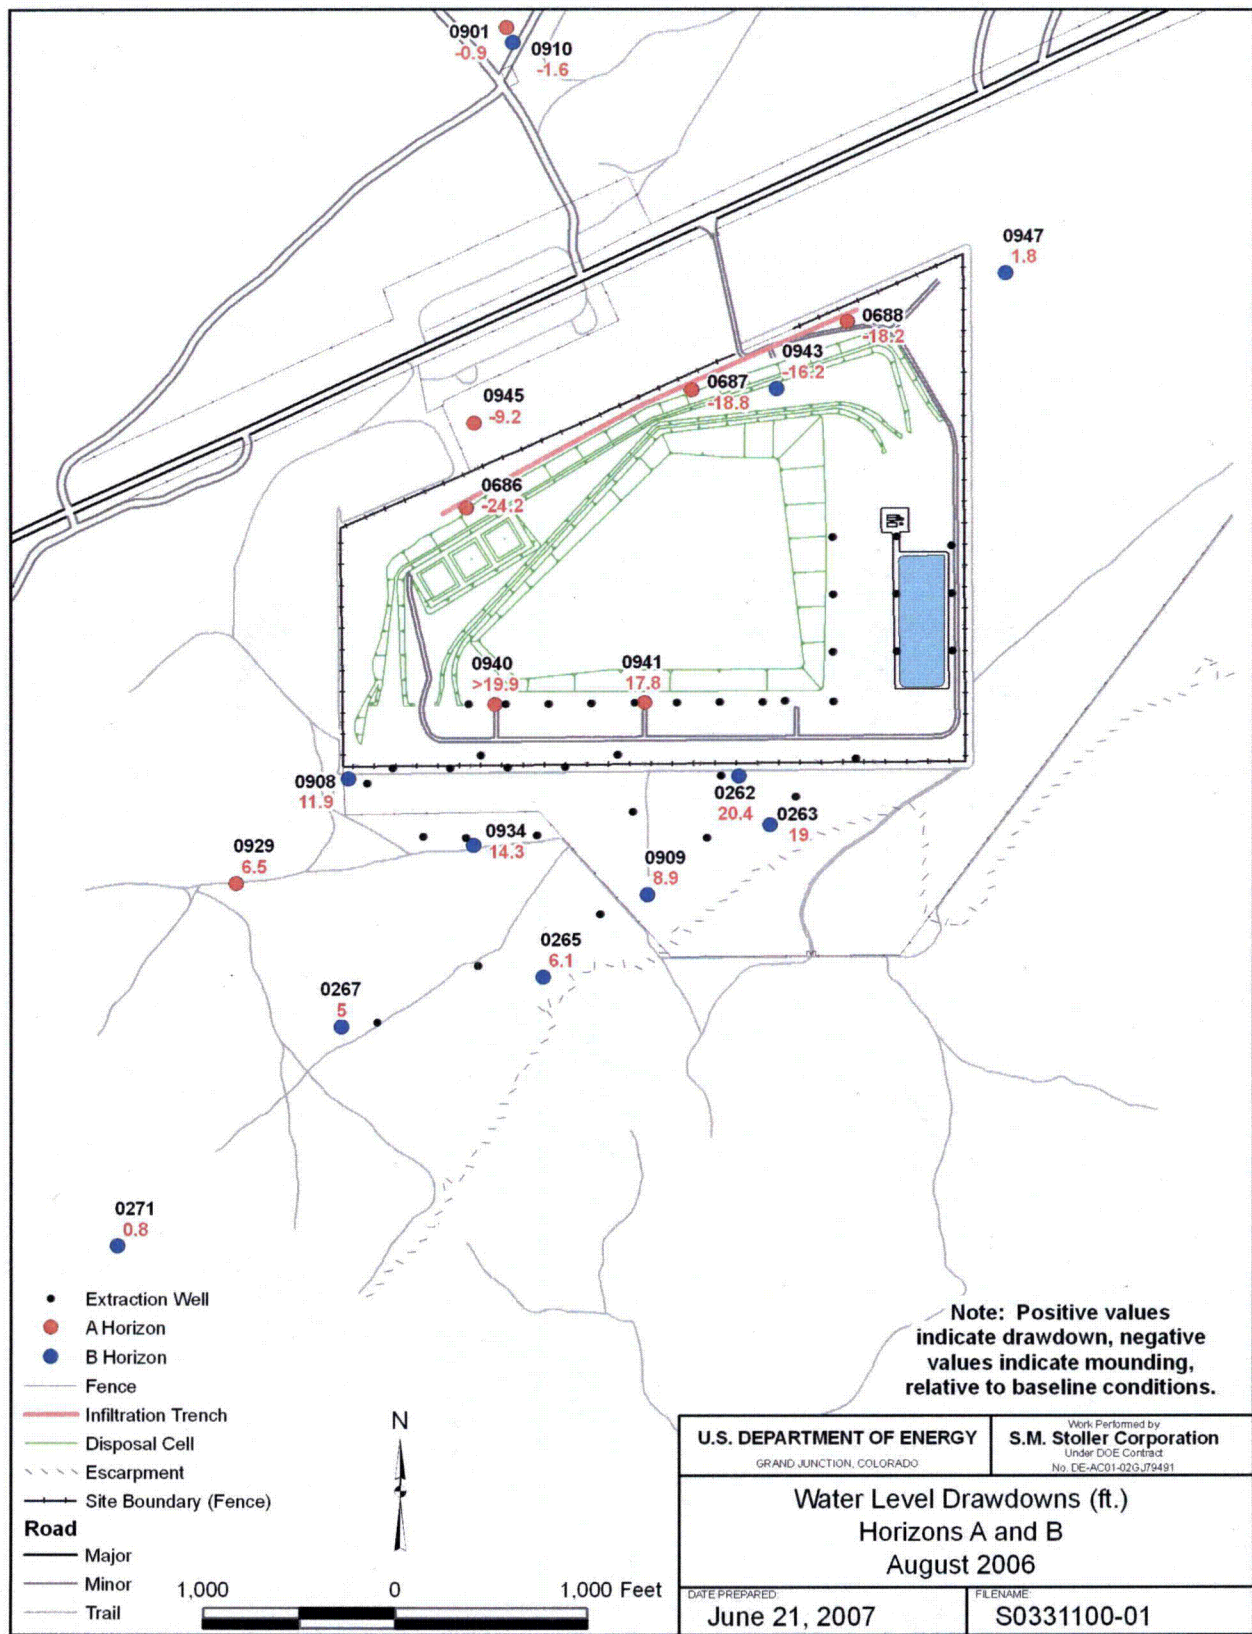 0901
-0.9
0910
-1.6
0947
1.8
0688
-18.2
0943
-16.2
0687
-18.8
0945
-9.2
0686
-24.2
0940
>19.9
0941
17.8
0908
11.9
0262
20.4
0263
19
0934
14.3
0929
6.5
0909
8.9
0265
6.1
0267
5
0271
0.8
Extraction Well
A Horizon
B Horizon
Fence
Infiltration Trench
Disposal Cell
Escarpment
Site Boundary (Fence)
Road
Major
Minor
Trail
N
1,000 0 1,000 Feet
Note: Positive values
indicate drawdown, negative
values indicate mounding,
relative to baseline conditions.
U.S. DEPARTMENT OF ENERGY
GRAND JUNCTION, COLORADO
Work Performed by
S.M. Stoller Corporation
Under DOE Contract
No. DE-AC01-02GJ79491
Water Level Drawdowns (ft.)
Horizons A and B
August 2006
DATE PREPARED:
June 21, 2007
FILENAME:
S0331100-01